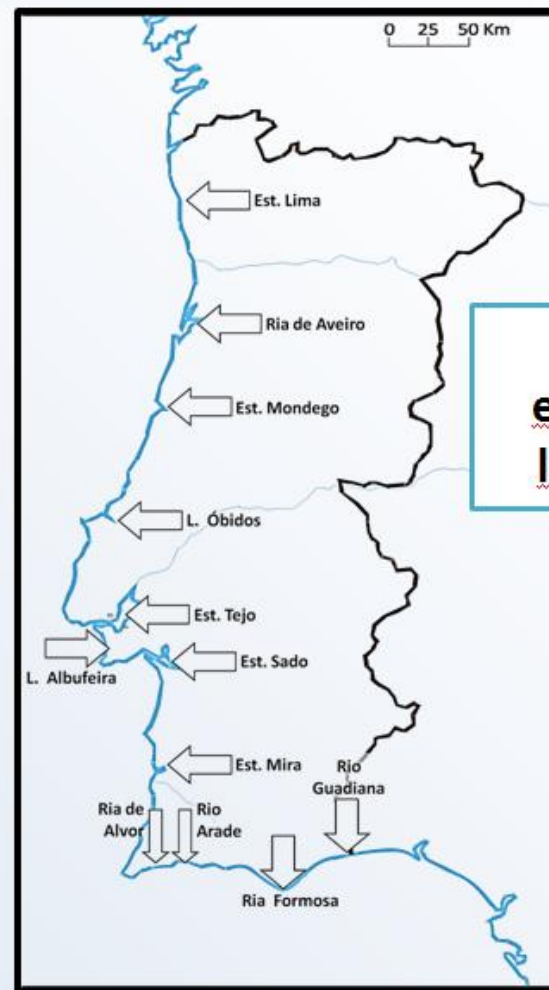 0 25 50 Km
Est. Lima
Ria de Aveiro
Est. Mondego
L. Óbidos
Est. Tejo
L. Albufeira
Est. Sado
Est. Mira
Rio
Guadiana
Ria de
Alvor
Rio
Arade
Ria Formosa